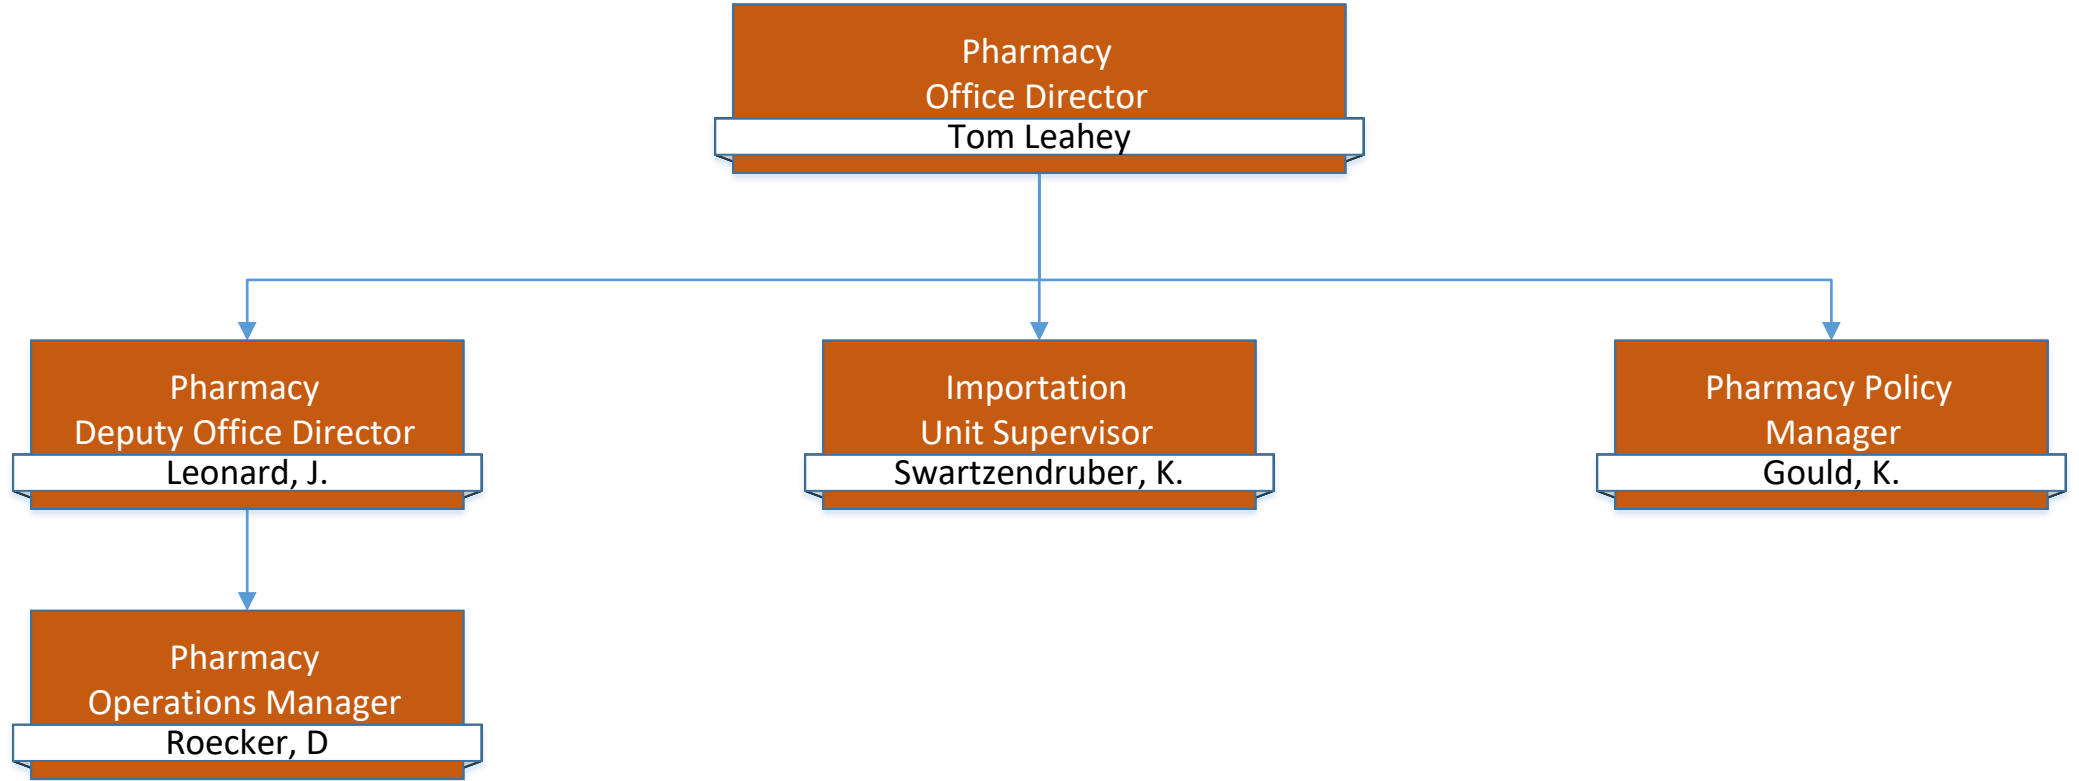 Pharmacy
Office Director
Tom Leahey
Pharmacy
Deputy Office Director
Leonard, J.
Importation
Unit Supervisor
Swartzendruber, K.
Pharmacy Policy
Manager
Gould, K.
Pharmacy
Operations Manager
Roecker, D